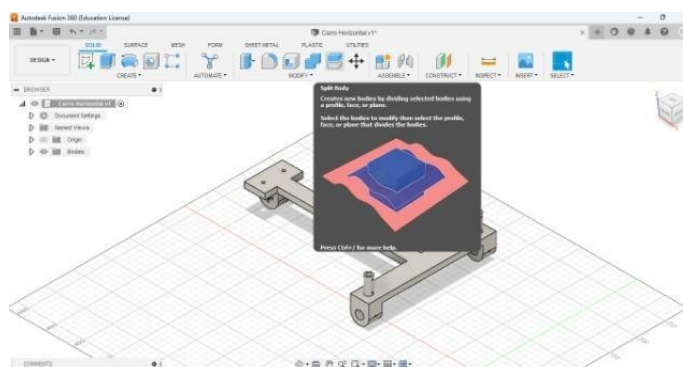 Autodesk Fusion 360 (Education License)
Carro Horizontal v1*
SOLID SURFACE MESH FORM SHEET METAL PLASTIC UTILITIES
DESIGN
CREATE AUTOMATE MODIFY ASSEMBLE CONSTRUCT INSPECT INSERT SELECT
BROWSER
Carro Horizontal v1
Document Settings
Named Views
Origin
Bodies
Split Body
Creates new bodies by dividing selected bodies using
a profile, face, or plane.
Select the bodies to modify then select the profile,
face, or plane that divides the bodies.
Press Ctrl+/ for more help.
COMMENTS